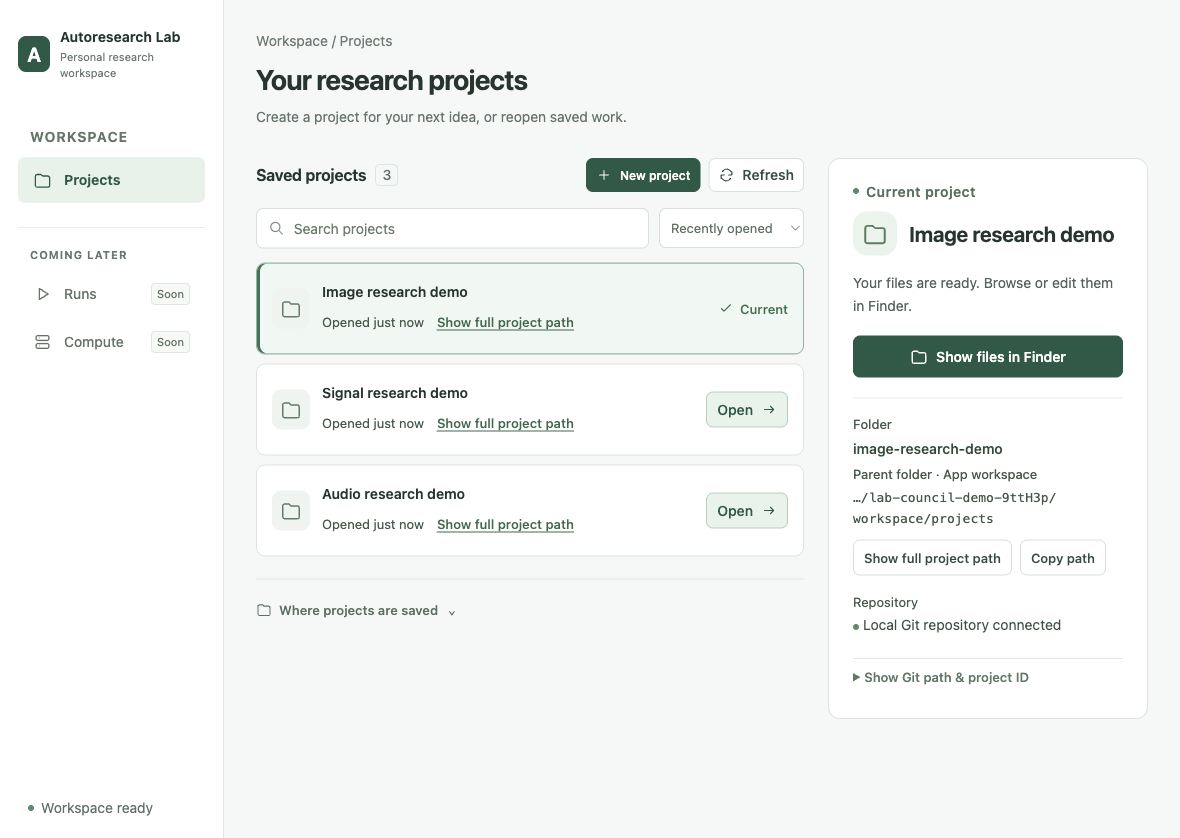 A
Autoresearch Lab
Personal research
workspace
WORKSPACE
Projects
COMING LATER
Runs Soon
Compute Soon
Workspace ready
Workspace / Projects
Your research projects
Create a project for your next idea, or reopen saved work.
Saved projects 3
New project
Refresh
Search projects
Recently opened
Image research demo
Opened just now Show full project path
Current
Signal research demo
Opened just now Show full project path
Open
Audio research demo
Opened just now Show full project path
Open
Where projects are saved
Current project
Image research demo
Your files are ready. Browse or edit them
in Finder.
Show files in Finder
Folder
image-research-demo
Parent folder · App workspace
…/lab-council-demo-9ttH3p/
workspace/projects
Show full project path
Copy path
Repository
Local Git repository connected
Show Git path & project ID